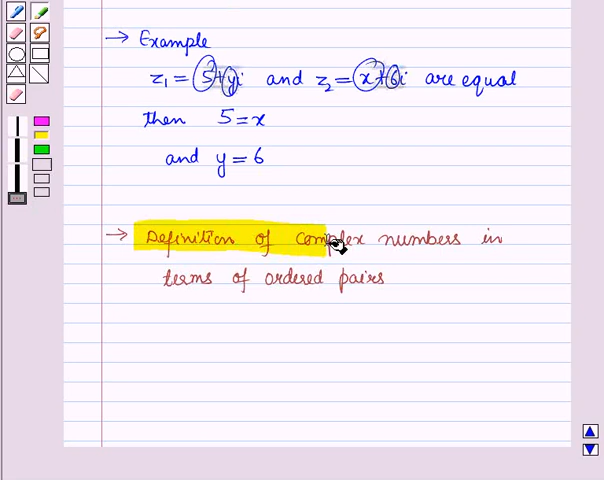 → Example
z₁ = 5+yi and z₂ = x+6i are equal
then 5 = x
and y = 6
→ Definition of complex numbers in
terms of ordered pairs